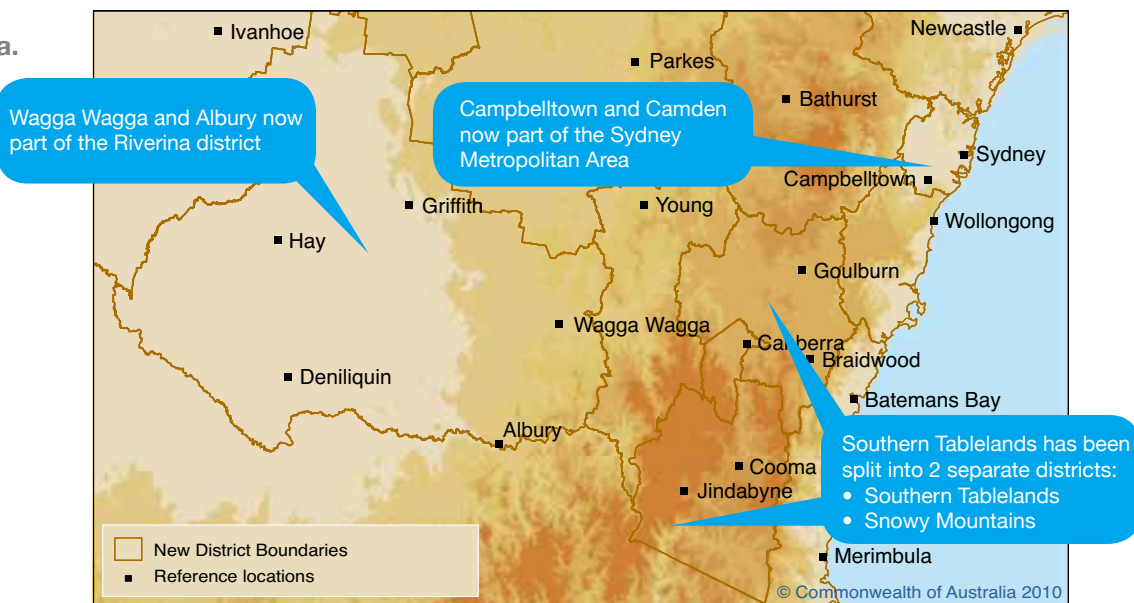 a.
Ivanhoe
Newcastle
Parkes
Wagga Wagga and Albury now
part of the Riverina district
Campbelltown and Camden
now part of the Sydney
Metropolitan Area
Bathurst
Sydney
Campbelltown
Griffith
Young
Wollongong
Hay
Goulburn
Wagga Wagga
Canberra
Braidwood
Deniliquin
Batemans Bay
Albury
Southern Tablelands has been
split into 2 separate districts:
• Southern Tablelands
• Snowy Mountains
Cooma
Jindabyne
New District Boundaries
Reference locations
Merimbula
© Commonwealth of Australia 2010